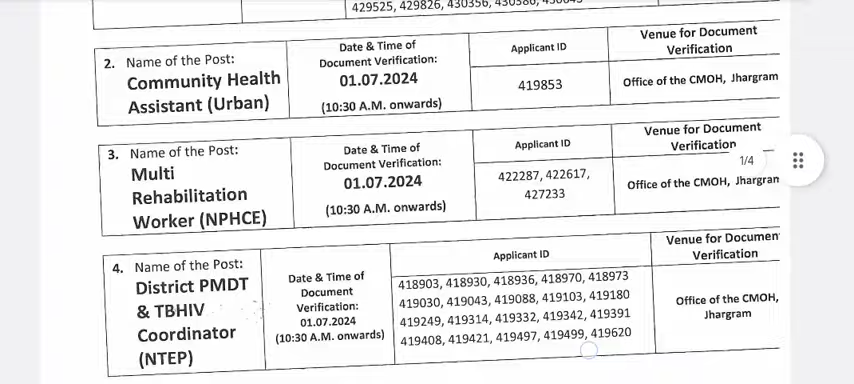 429525, 429826, 430356, 430580,
2. Name of the Post:
Community Health
Assistant (Urban)
Date & Time of
Document Verification:
01.07.2024
(10:30 A.M. onwards)
Applicant ID
419853
Venue for Document
Verification
Office of the CMOH, Jhargram
3. Name of the Post:
Multi
Rehabilitation
Worker (NPHCE)
Date & Time of
Document Verification:
01.07.2024
(10:30 A.M. onwards)
Applicant ID
422287, 422617,
427233
Venue for Document
Verification
Office of the CMOH, Jhargram
1/4
4. Name of the Post:
District PMDT
& TBHIV
Coordinator
(NTEP)
Date & Time of
Document
Verification:
01.07.2024
(10:30 A.M. onwards)
Applicant ID
418903, 418930, 418936, 418970, 418973
419030, 419043, 419088, 419103, 419180
419249, 419314, 419332, 419342, 419391
419408, 419421, 419497, 419499, 419620
Venue for Documen
Verification
Office of the CMOH,
Jhargram